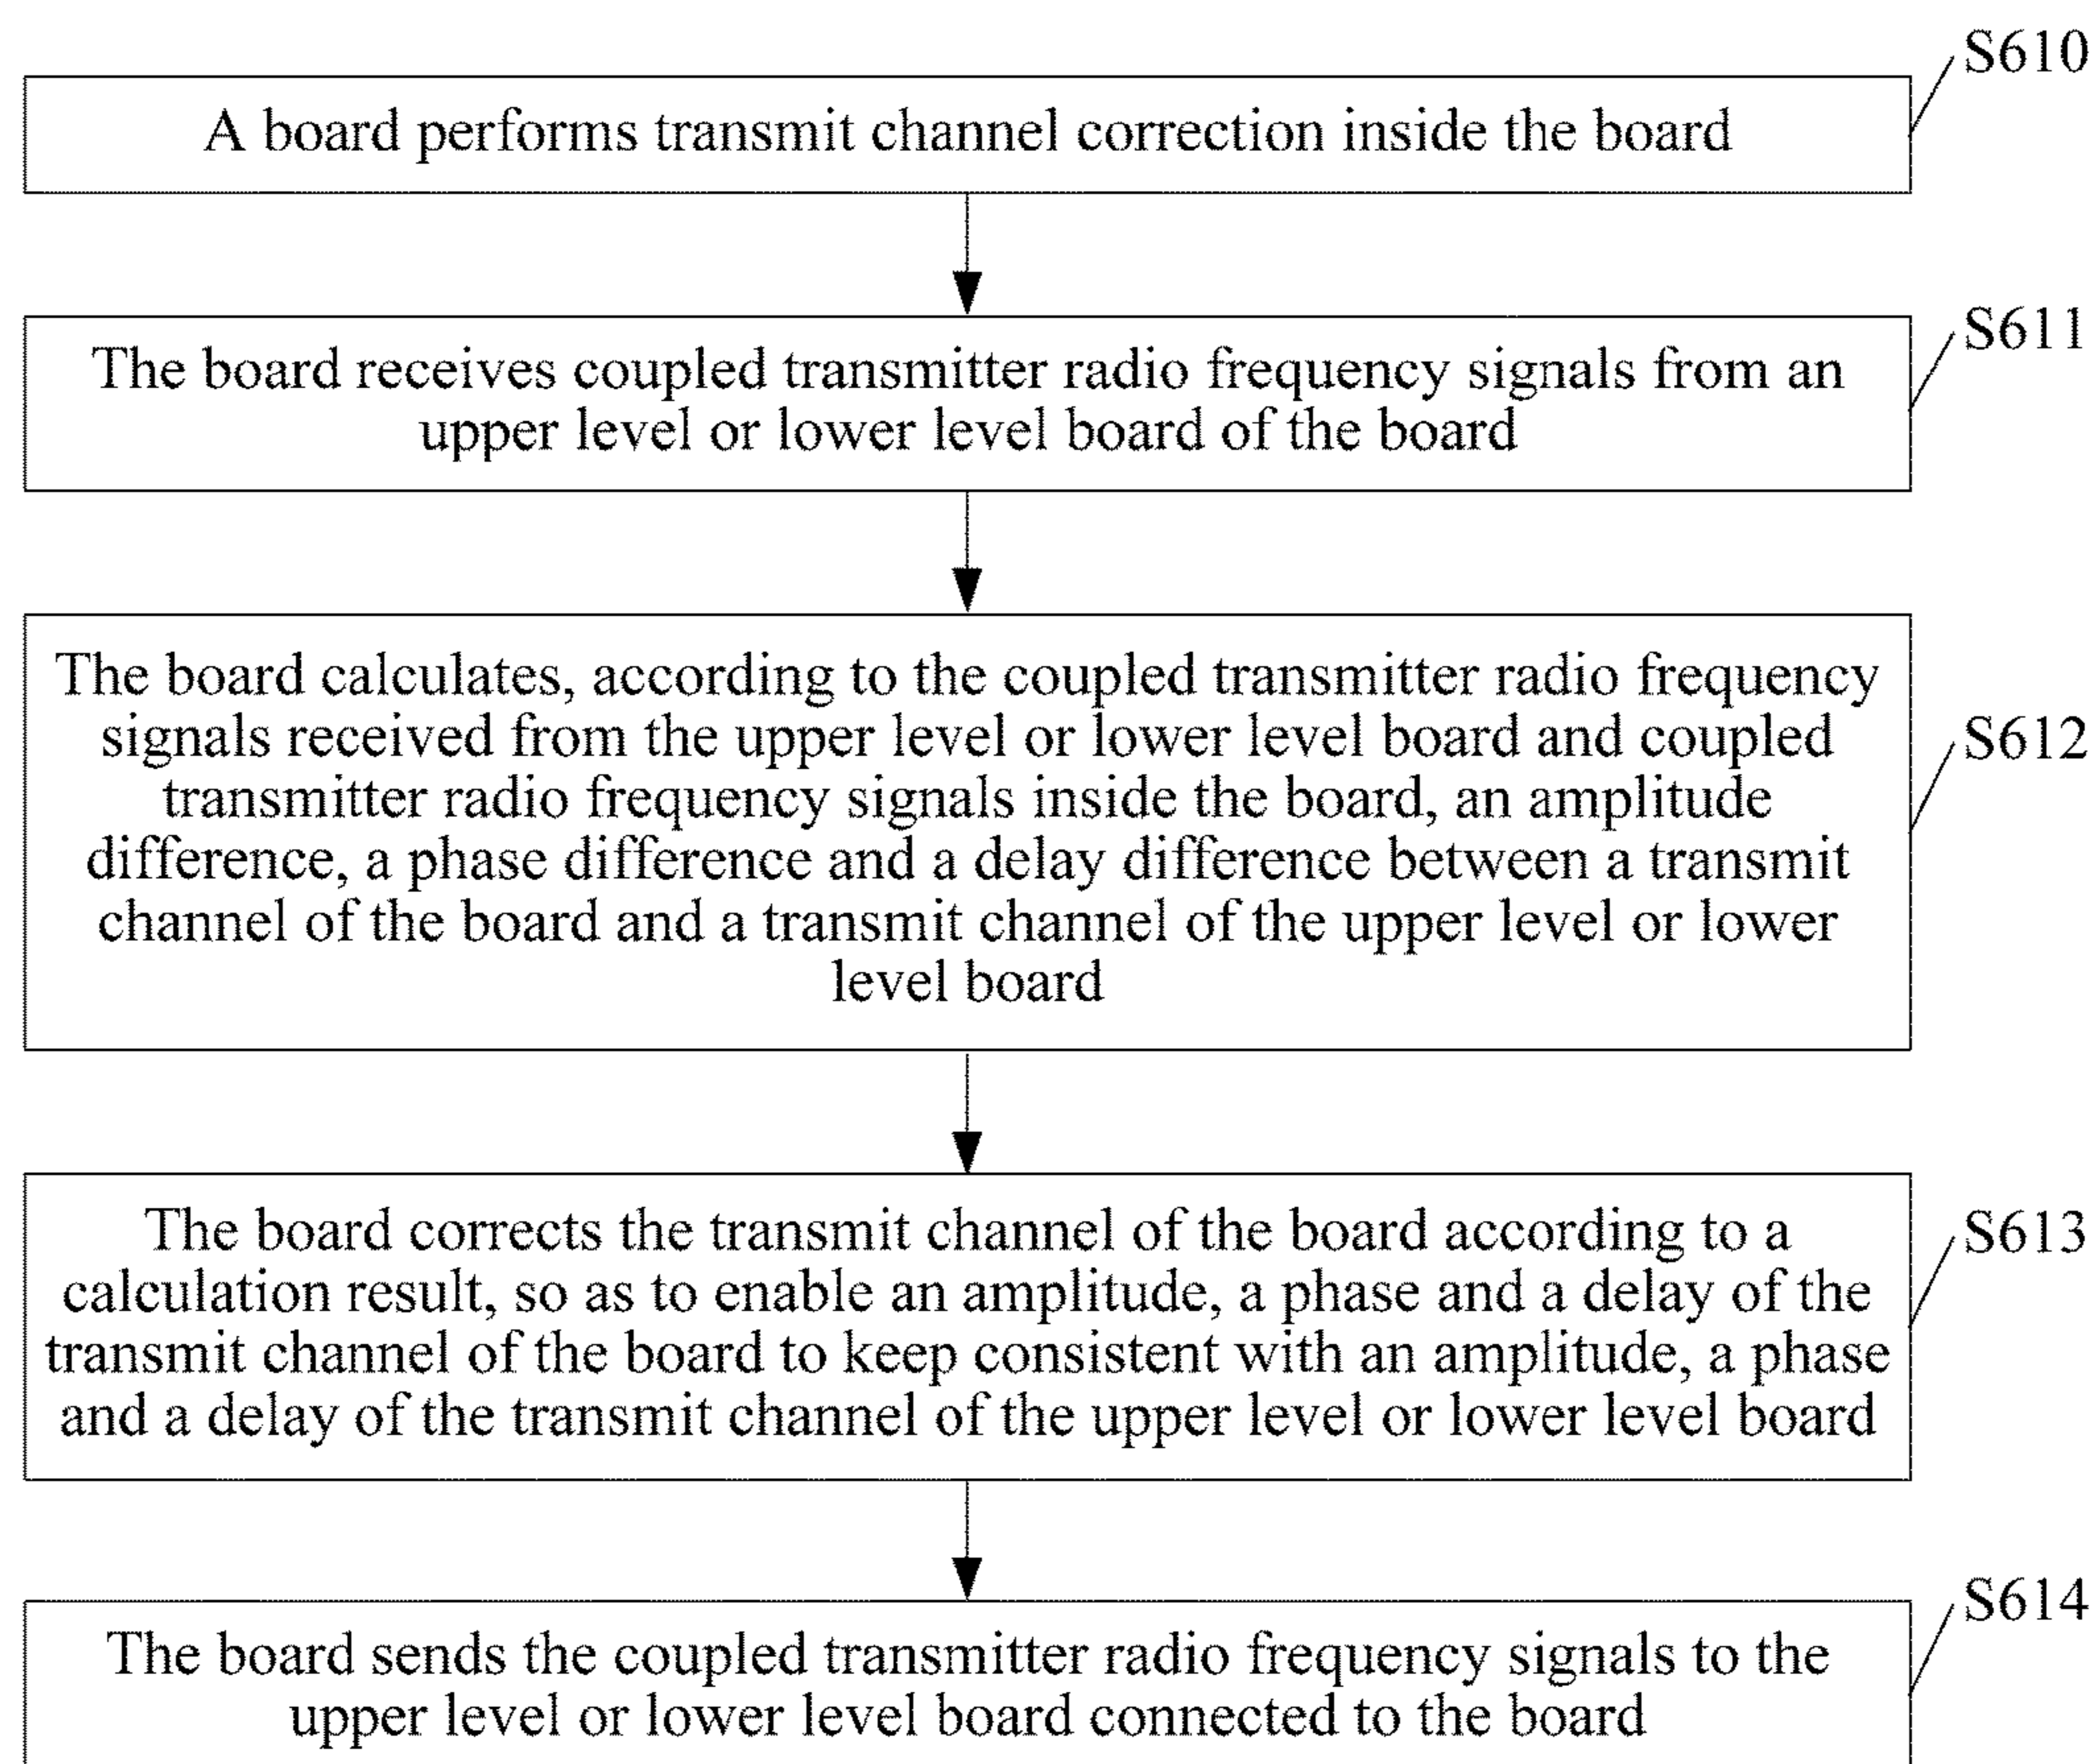 S610
A board performs transmit channel correction inside the board
S611
The board receives coupled transmitter radio frequency signals from an
upper level or lower level board of the board
S612
The board calculates, according to the coupled transmitter radio frequency
signals received from the upper level or lower level board and coupled
transmitter radio frequency signals inside the board, an amplitude
difference, a phase difference and a delay difference between a transmit
channel of the board and a transmit channel of the upper level or lower
level board
S613
The board corrects the transmit channel of the board according to a
calculation result, so as to enable an amplitude, a phase and a delay of the
transmit channel of the board to keep consistent with an amplitude, a phase
and a delay of the transmit channel of the upper level or lower level board
S614
The board sends the coupled transmitter radio frequency signals to the
upper level or lower level board connected to the board